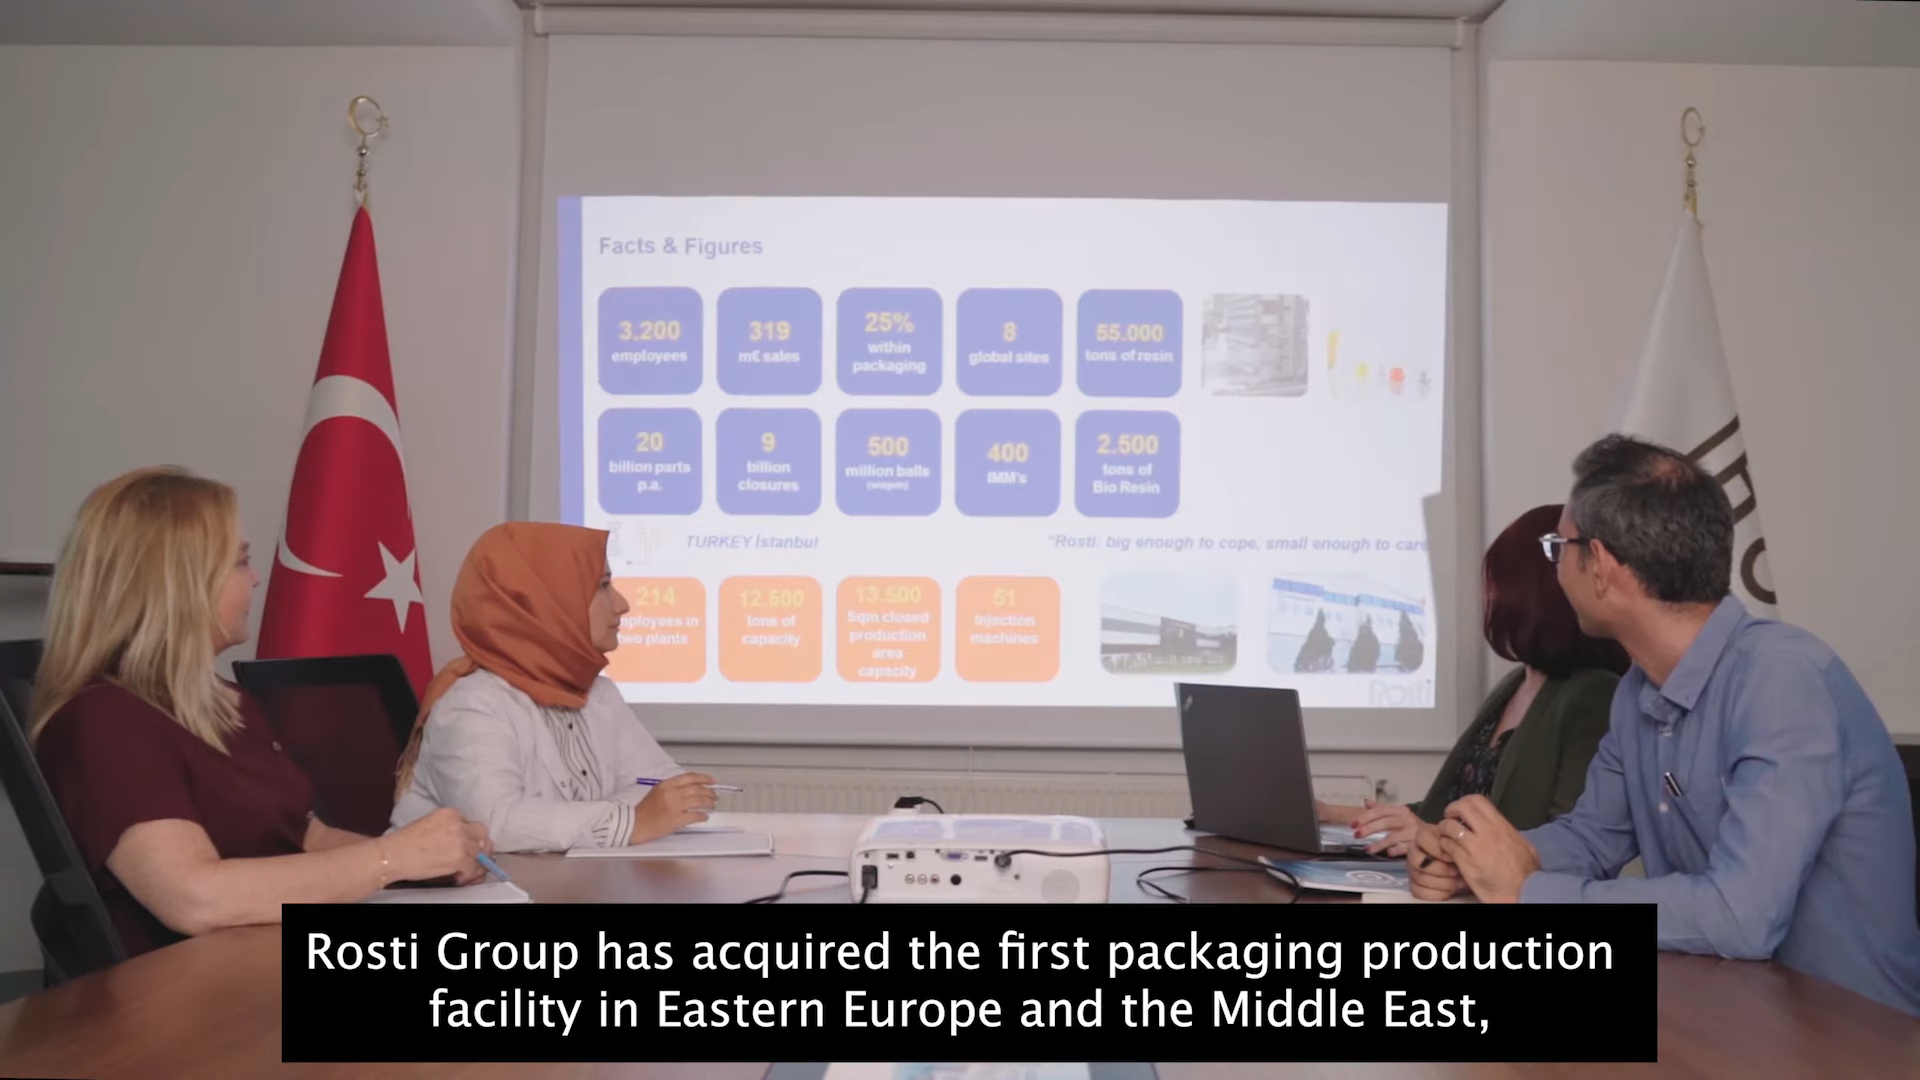 Facts & Figures
3.200
employees
319
m€ sales
25%
within
packaging
8
global sites
55.000
tons of resin
20
billion parts
p.a.
9
billion
closures
500
million balls
(widgets)
400
IMM's
2.500
tons of
Bio Resin
TURKEY İstanbul
"Rosti: big enough to cope, small enough to care
214
mployees in
two plants
12.500
tons of
capacity
13.500
Sqm closed
production
area
capacity
51
Injection
machines
Rosti
Rosti Group has acquired the first packaging production
facility in Eastern Europe and the Middle East,